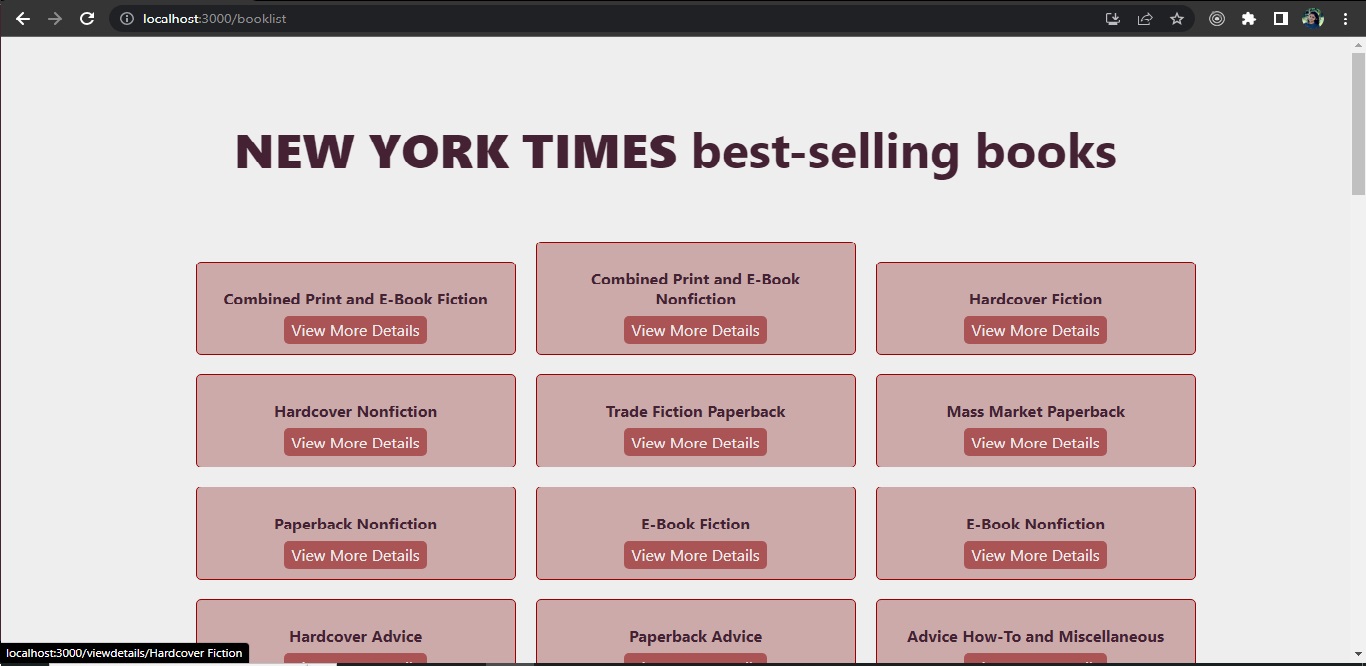 localhost:3000/booklist
NEW YORK TIMES best-selling books
Combined Print and E-Book Fiction
View More Details
Combined Print and E-Book
Nonfiction
View More Details
Hardcover Fiction
View More Details
Hardcover Nonfiction
View More Details
Trade Fiction Paperback
View More Details
Mass Market Paperback
View More Details
Paperback Nonfiction
View More Details
E-Book Fiction
View More Details
E-Book Nonfiction
View More Details
Hardcover Advice
Paperback Advice
Advice How-To and Miscellaneous
localhost:3000/viewdetails/Hardcover Fiction